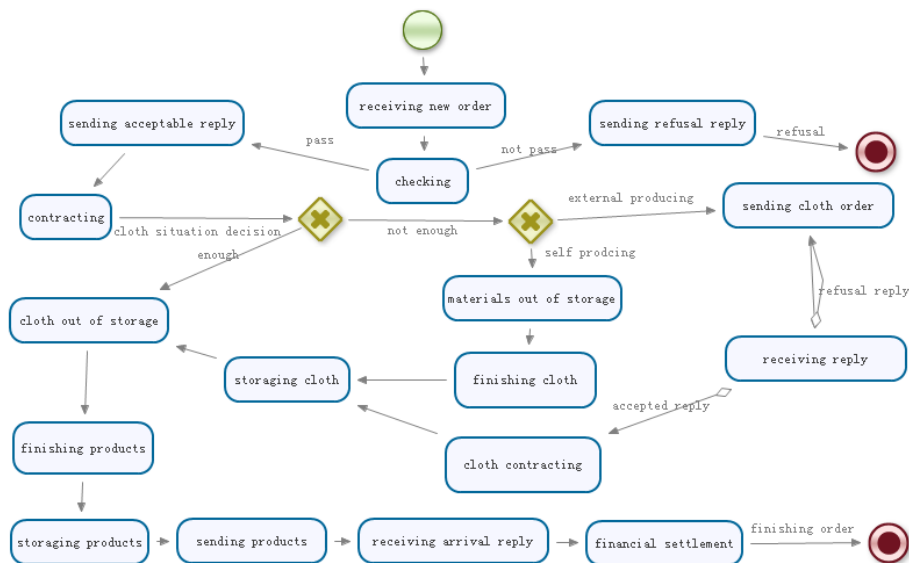 receiving new order
sending acceptable reply
sending refusal reply
refusal
pass
not pass
checking
external producing
contracting
sending cloth order
cloth situation decision
not enough
enough
self prodcing
refusal reply
materials out of storage
cloth out of storage
receiving reply
storaging cloth
finishing cloth
accepted reply
finishing products
cloth contracting
finishing order
storaging products
sending products
receiving arrival reply
financial settlement